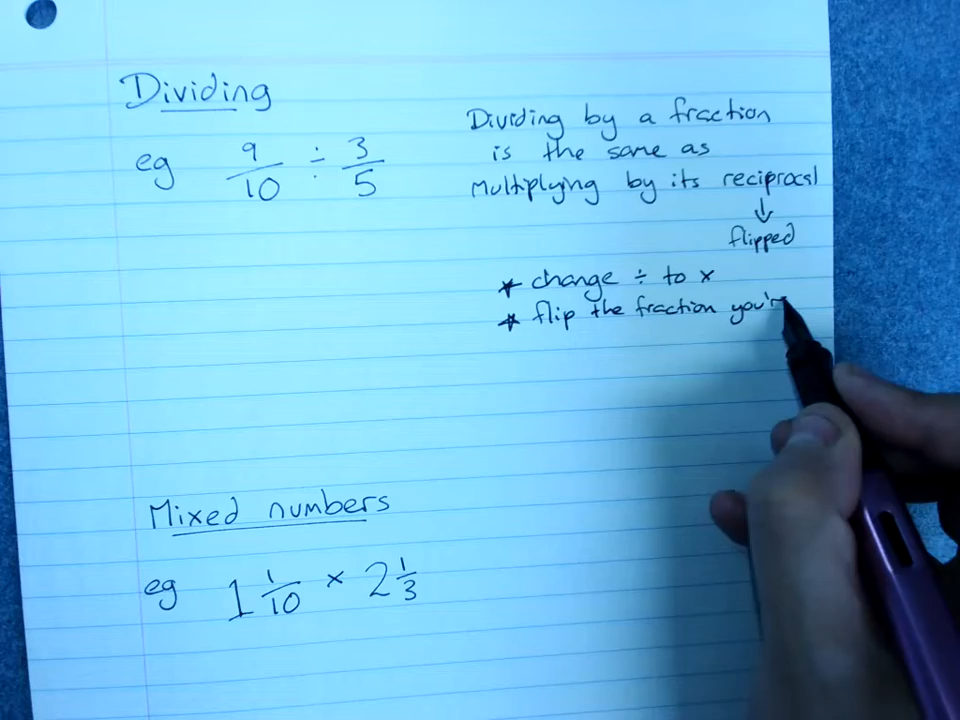 Dividing
eg 9/10 ÷ 3/5
Dividing by a fraction
is the same as
Multiplying by its reciprocal
↓
flipped
* change ÷ to ×
* flip the fraction you'r
Mixed numbers
eg 1 1/10 × 2 1/3